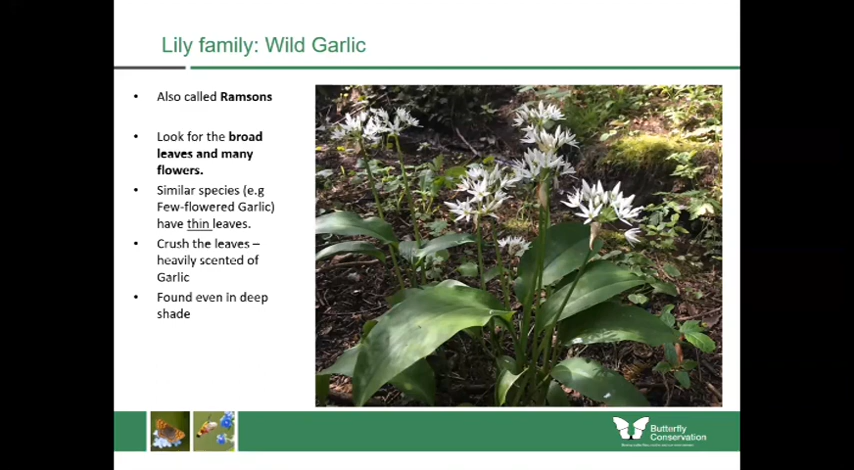 Lily family: Wild Garlic
• Also called Ramsons
• Look for the broad
leaves and many
flowers.
• Similar species (e.g
Few-flowered Garlic)
have thin leaves.
• Crush the leaves –
heavily scented of
Garlic
• Found even in deep
shade
Butterfly
Conservation